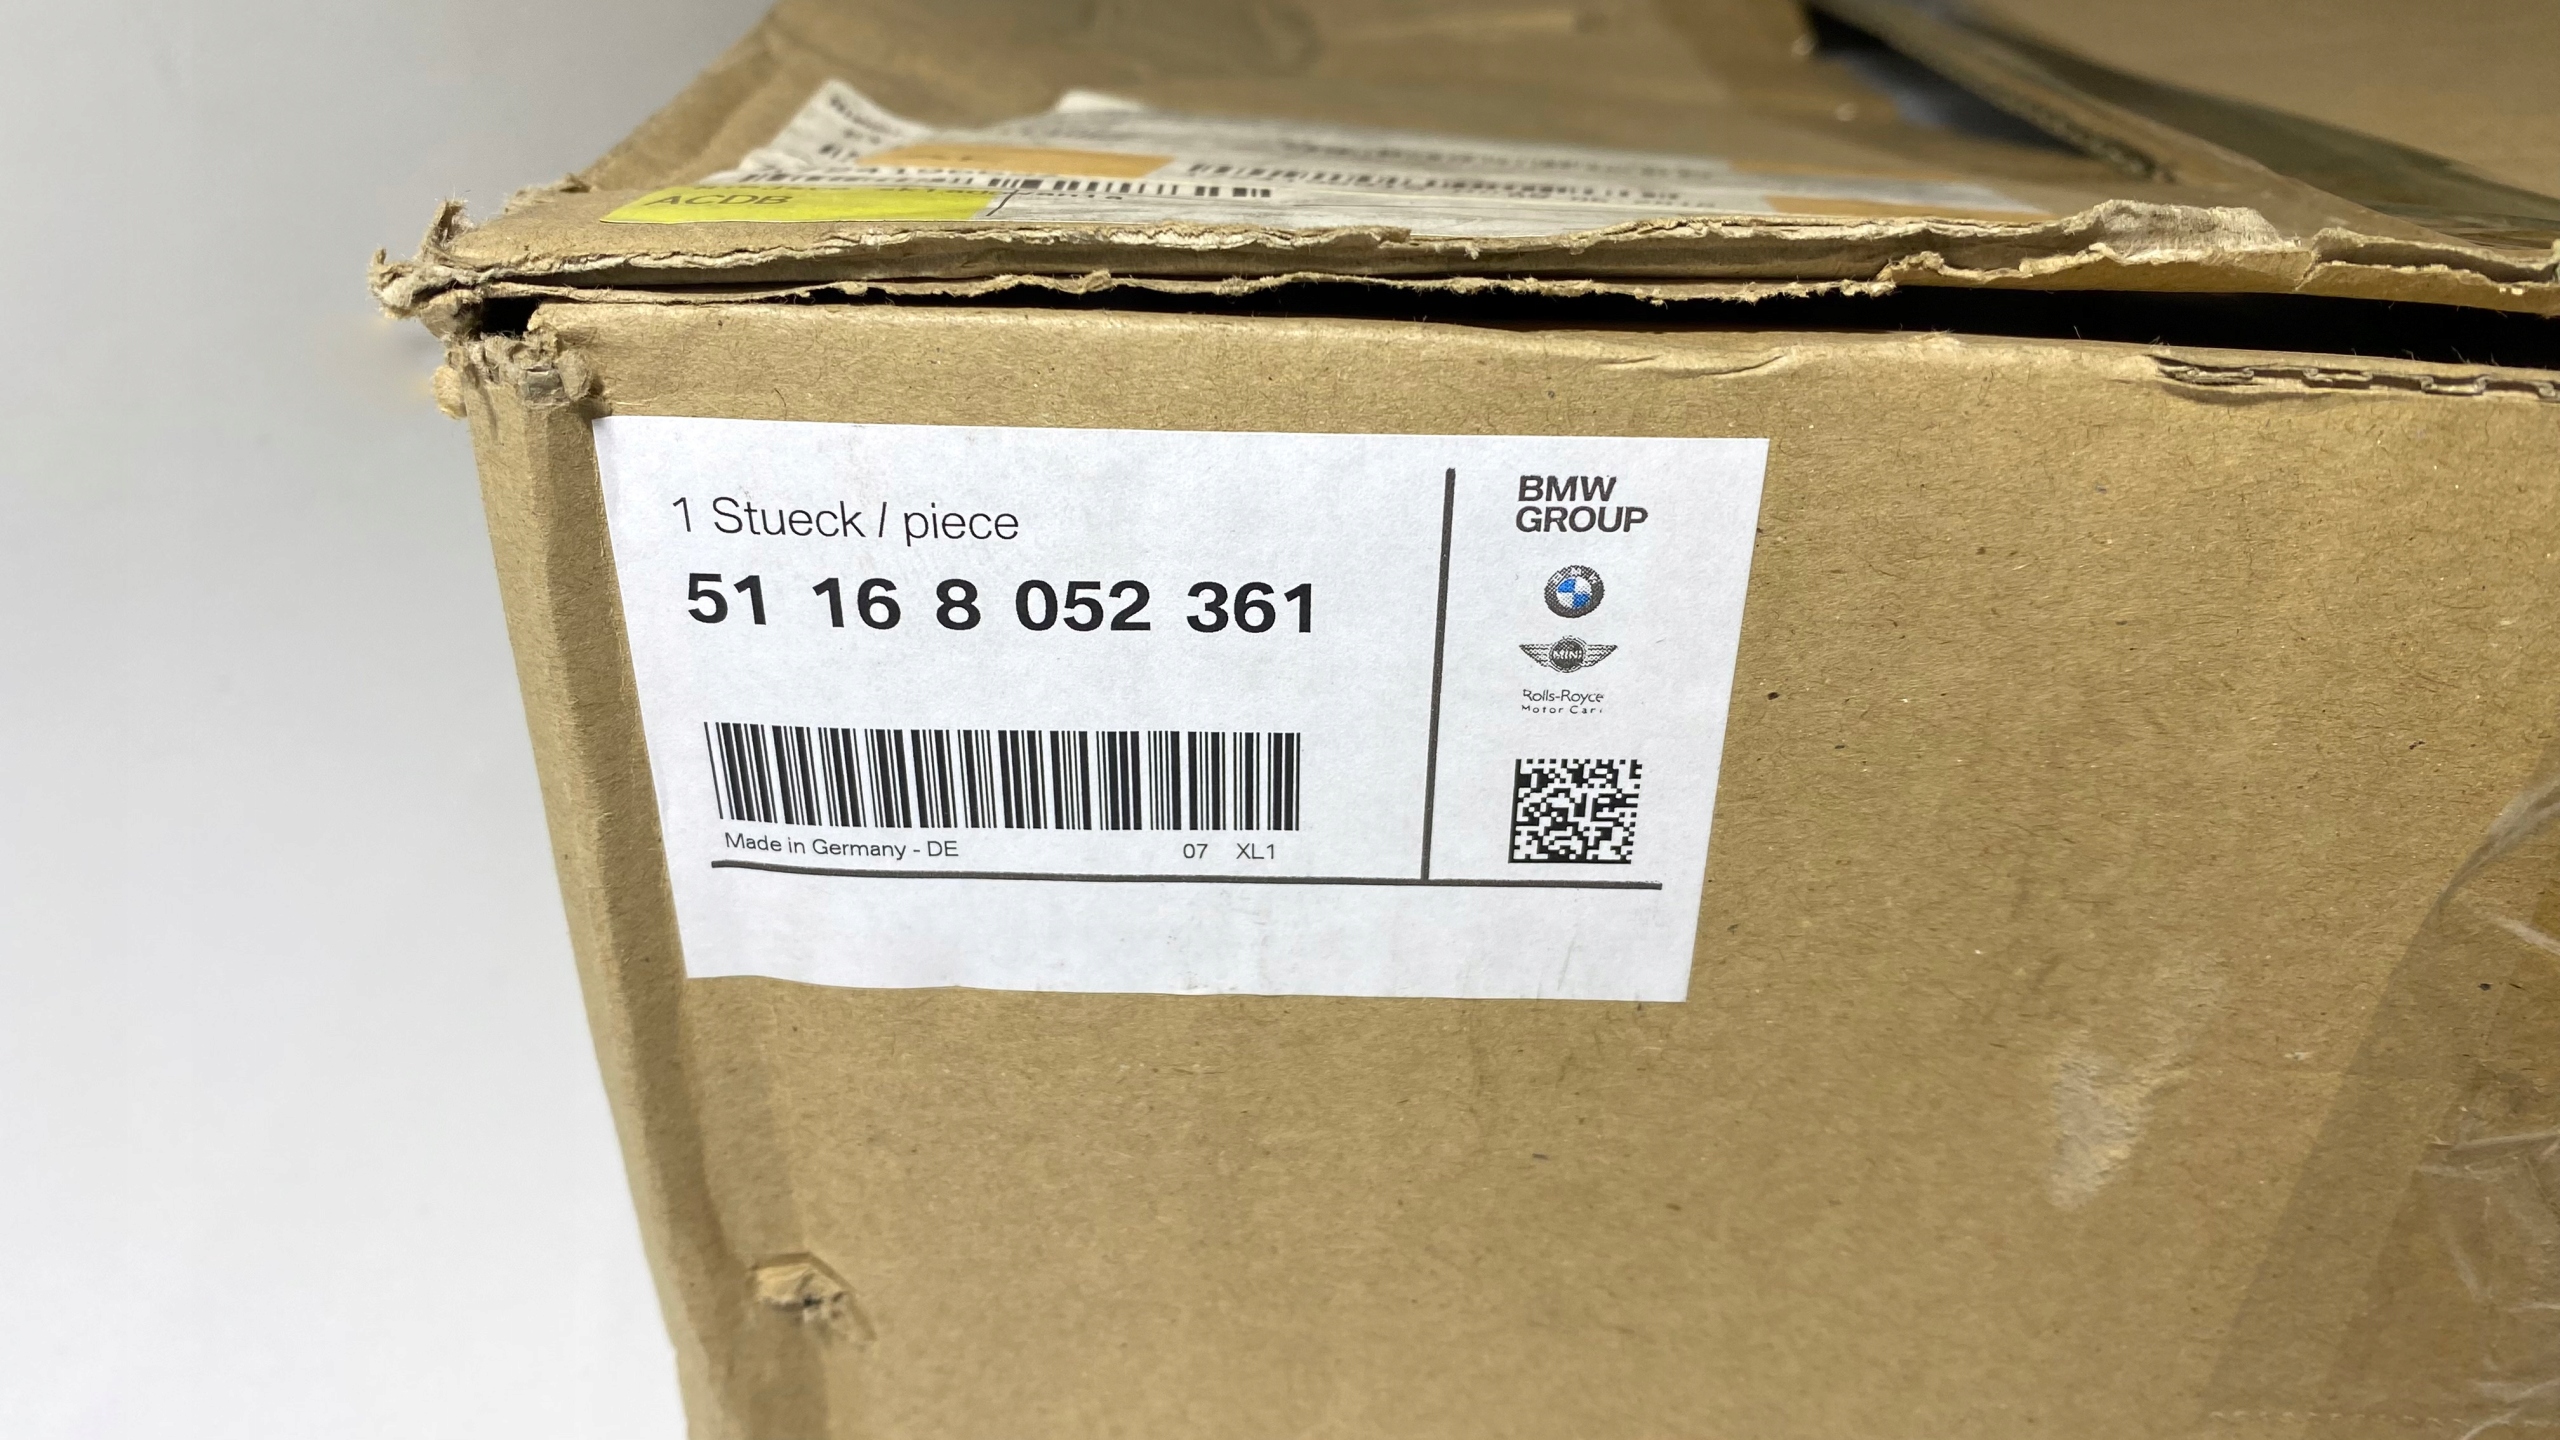 ACDB
1 Stueck / piece
51 16 8 052 361
Made in Germany - DE 07 XL1
BMW
GROUP
MINI
Rolls-Royce
Motor Cars